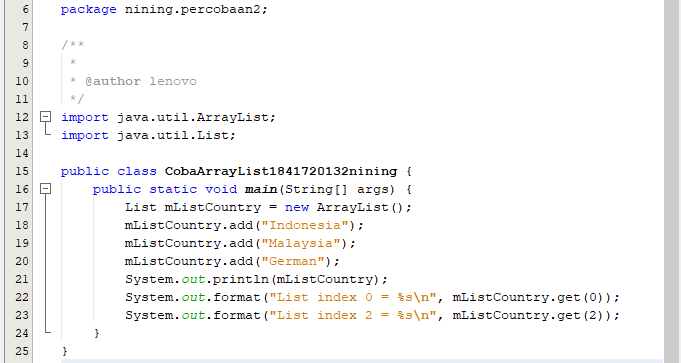 6 package nining.percobaan2;
7
8 /**
9 *
10 * @author lenovo
11 */
12 import java.util.ArrayList;
13 import java.util.List;
14
15 public class CobaArrayList1841720132nining {
16 public static void main(String[] args) {
17 List mListCountry = new ArrayList();
18 mListCountry.add("Indonesia");
19 mListCountry.add("Malaysia");
20 mListCountry.add("German");
21 System.out.println(mListCountry);
22 System.out.format("List index 0 = %s\n", mListCountry.get(0));
23 System.out.format("List index 2 = %s\n", mListCountry.get(2));
24 }
25 }